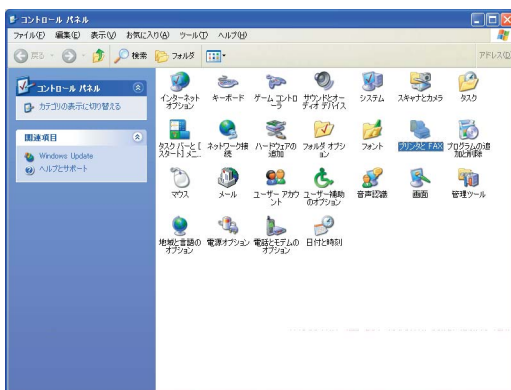 コントロール パネル
ファイル(F) 編集(E) 表示(V) お気に入り(A) ツール(T) ヘルプ(H)
戻る 検索 フォルダ アドレス(D)
コントロール パネル
カテゴリの表示に切り替える
関連項目
Windows Update
ヘルプとサポート
インターネット オプション
キーボード
ゲーム コントローラ
サウンドとオーディオ デバイス
システム
スキャナとカメラ
タスク
タスク バーと [スタート] メニ...
ネットワーク接続
ハードウェアの追加
フォルダ オプション
フォント
プリンタと FAX
プログラムの追加と削除
マウス
メール
ユーザー アカウント
ユーザー補助のオプション
音声認識
画面
管理ツール
地域と言語のオプション
電源オプション
電話とモデムのオプション
日付と時刻